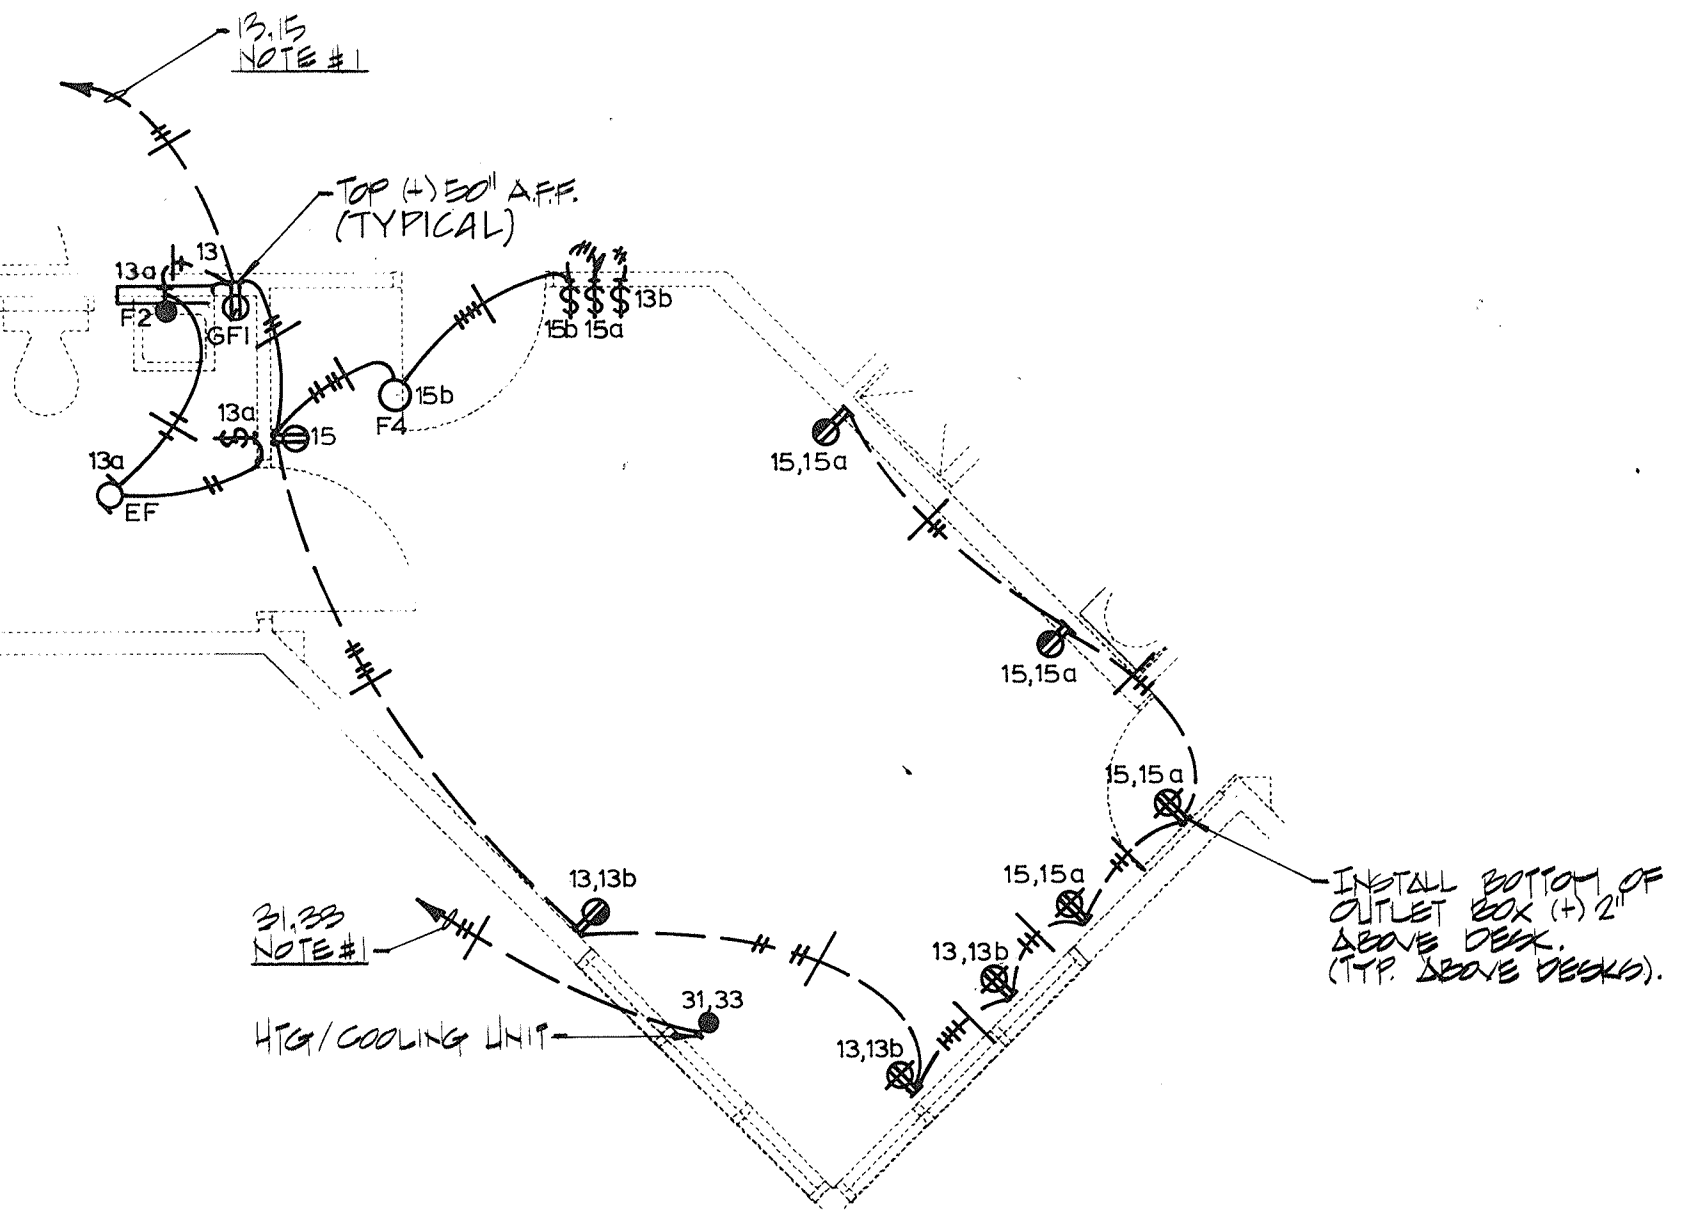 13,15
NOTE #1
TOP (+) 50" A.F.F.
(TYPICAL)
13a
13
F2
GF1
15b
15a
13b
15b
F4
13a
15
13a
EF
15,15a
15,15a
15,15a
15,15a
13,13b
13,13b
13,13b
31,33
NOTE #1
31,33
HTG/COOLING UNIT
INSTALL BOTTOM OF
OUTLET BOX (+) 2"
ABOVE DESK.
(TYP. ABOVE DESKS).